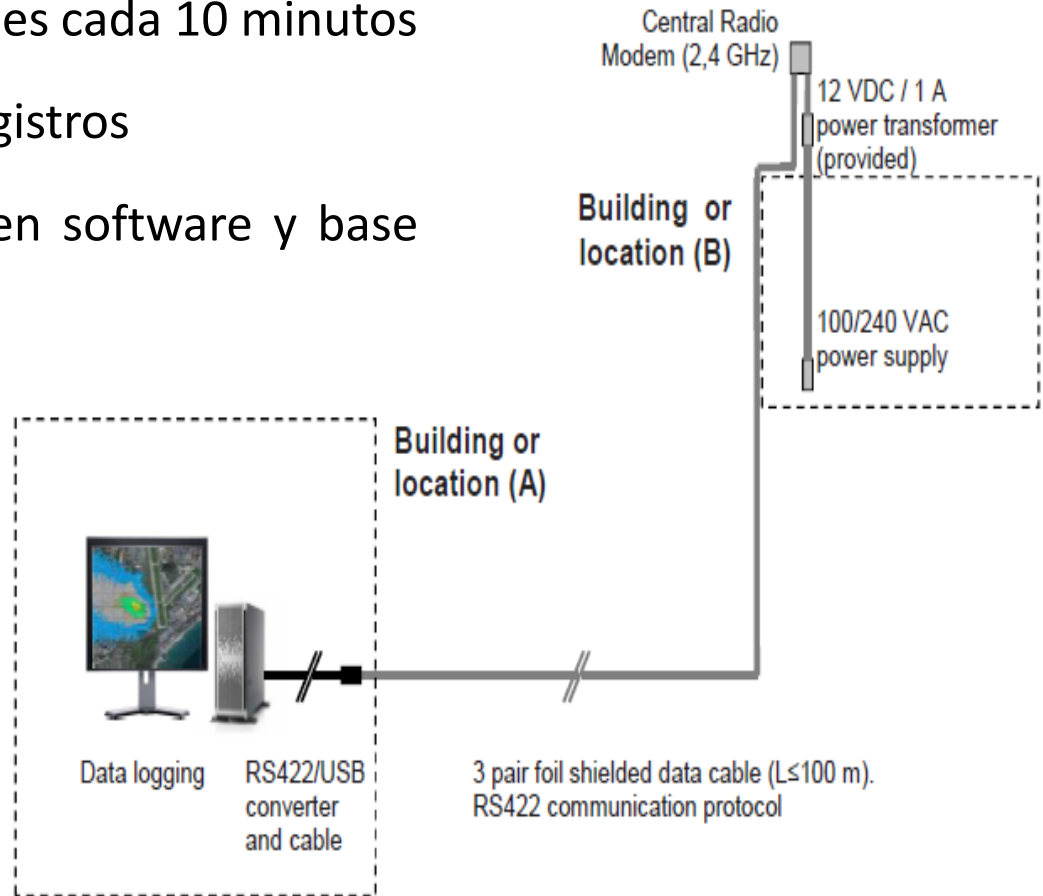 es cada 10 minutos
gistros
en software y base
Central Radio
Modem (2,4 GHz)
12 VDC / 1 A
power transformer
(provided)
Building or
location (B)
100/240 VAC
power supply
Building or
location (A)
Data logging
RS422/USB
converter
and cable
3 pair foil shielded data cable (L≤100 m).
RS422 communication protocol